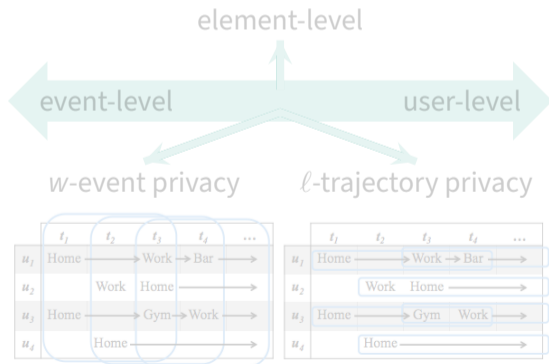 element-level
event-level user-level
w-event privacy ℓ-trajectory privacy
t1 t2 t3 t4 ... t1 t2 t3 t4 ...
u1 Home Work Bar u1 Home Work Bar
u2 Work Home u2 Work Home
u3 Home Gym Work u3 Home Gym Work
u4 Home u4 Home